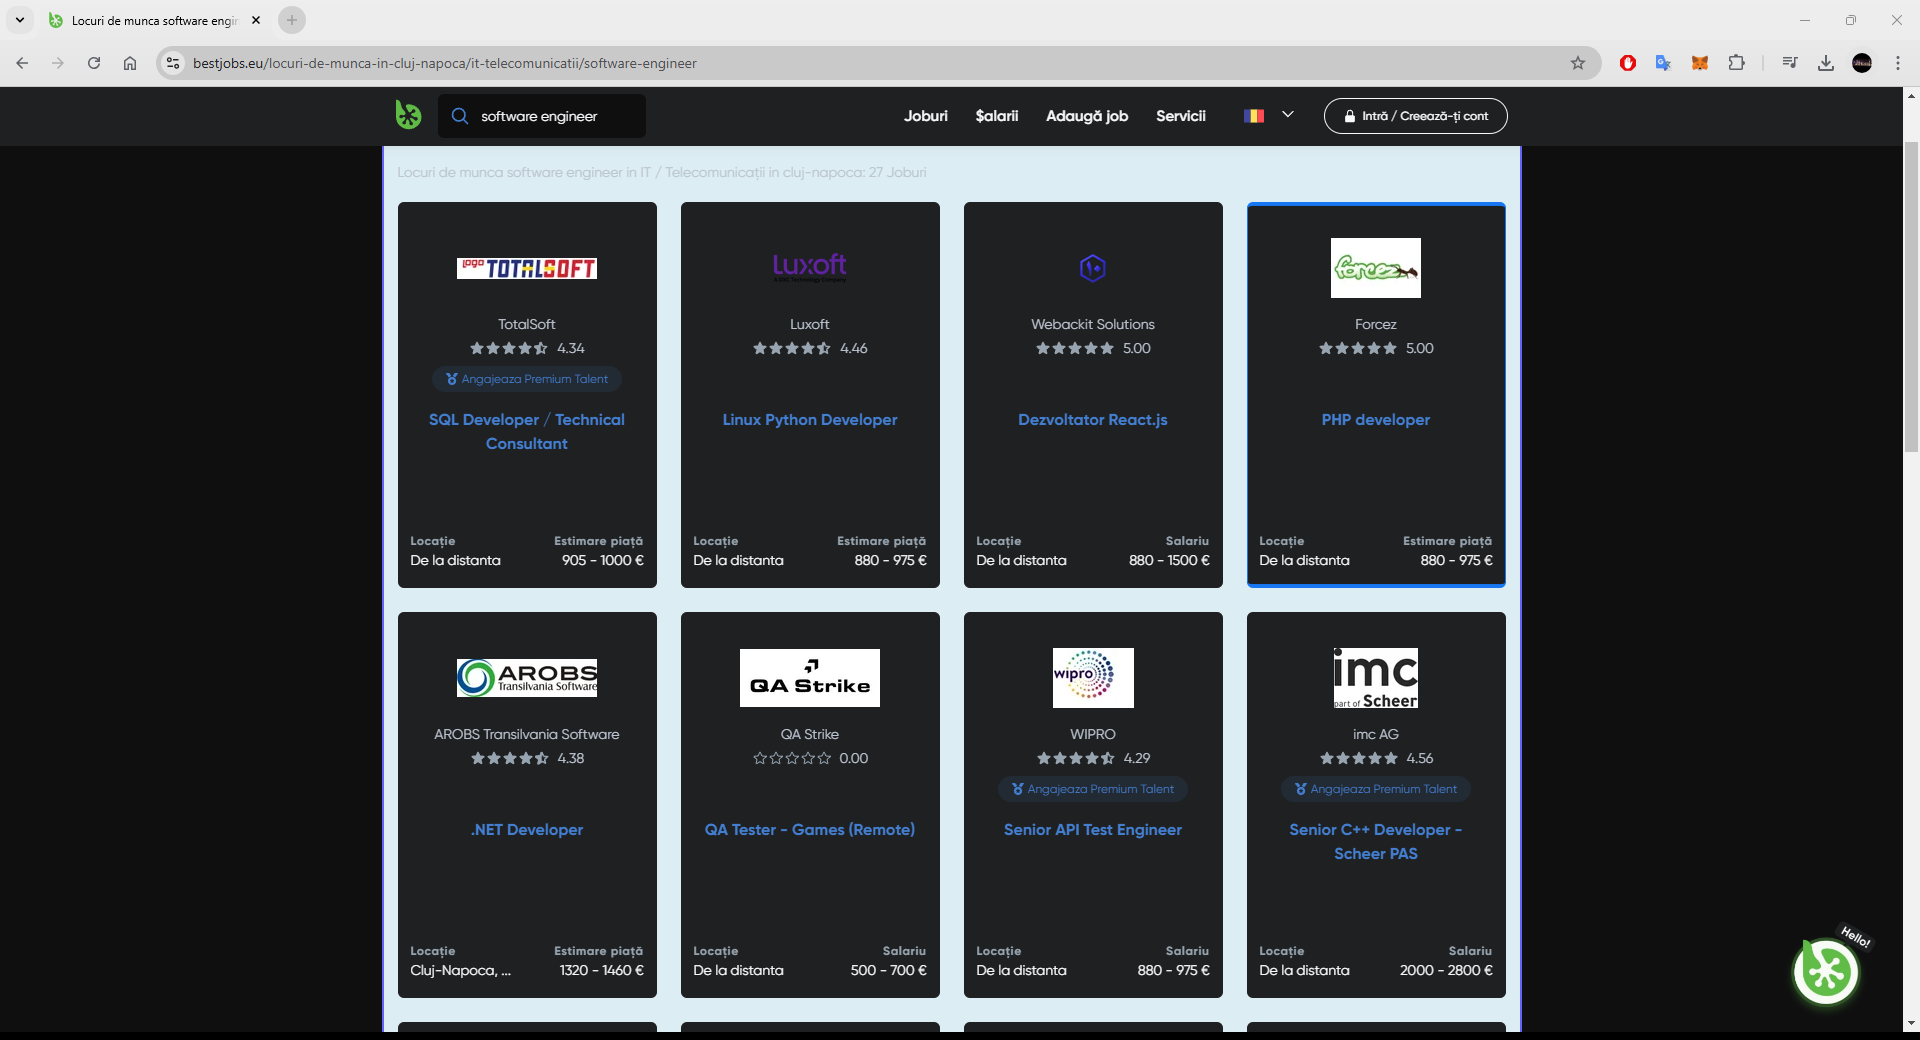 Locuri de munca software engin
bestjobs.eu/locuri-de-munca-in-cluj-napoca/it-telecomunicatii/software-engineer
software engineer
Joburi
$alarii
Adaugă job
Servicii
Intră / Creează-ți cont
Locuri de munca software engineer in IT / Telecomunicații in cluj-napoca: 27 Joburi
logo TOTALSOFT
TotalSoft
4.34
Angajeaza Premium Talent
SQL Developer / Technical
Consultant
Locație
Estimare piață
De la distanta
905 - 1000 €
Luxoft
A DXC Technology Company
Luxoft
4.46
Linux Python Developer
Locație
Estimare piață
De la distanta
880 - 975 €
Webackit Solutions
5.00
Dezvoltator React.js
Locație
Salariu
De la distanta
880 - 1500 €
forcez
Forcez
5.00
PHP developer
Locație
Estimare piață
De la distanta
880 - 975 €
AROBS
Transilvania Software
AROBS Transilvania Software
4.38
.NET Developer
Locație
Estimare piață
Cluj-Napoca, ...
1320 - 1460 €
QA Strike
QA Strike
0.00
QA Tester - Games (Remote)
Locație
Salariu
De la distanta
500 - 700 €
wipro
WIPRO
4.29
Angajeaza Premium Talent
Senior API Test Engineer
Locație
Salariu
De la distanta
880 - 975 €
imc
part of Scheer
imc AG
4.56
Angajeaza Premium Talent
Senior C++ Developer -
Scheer PAS
Locație
Salariu
De la distanta
2000 - 2800 €
Hello!